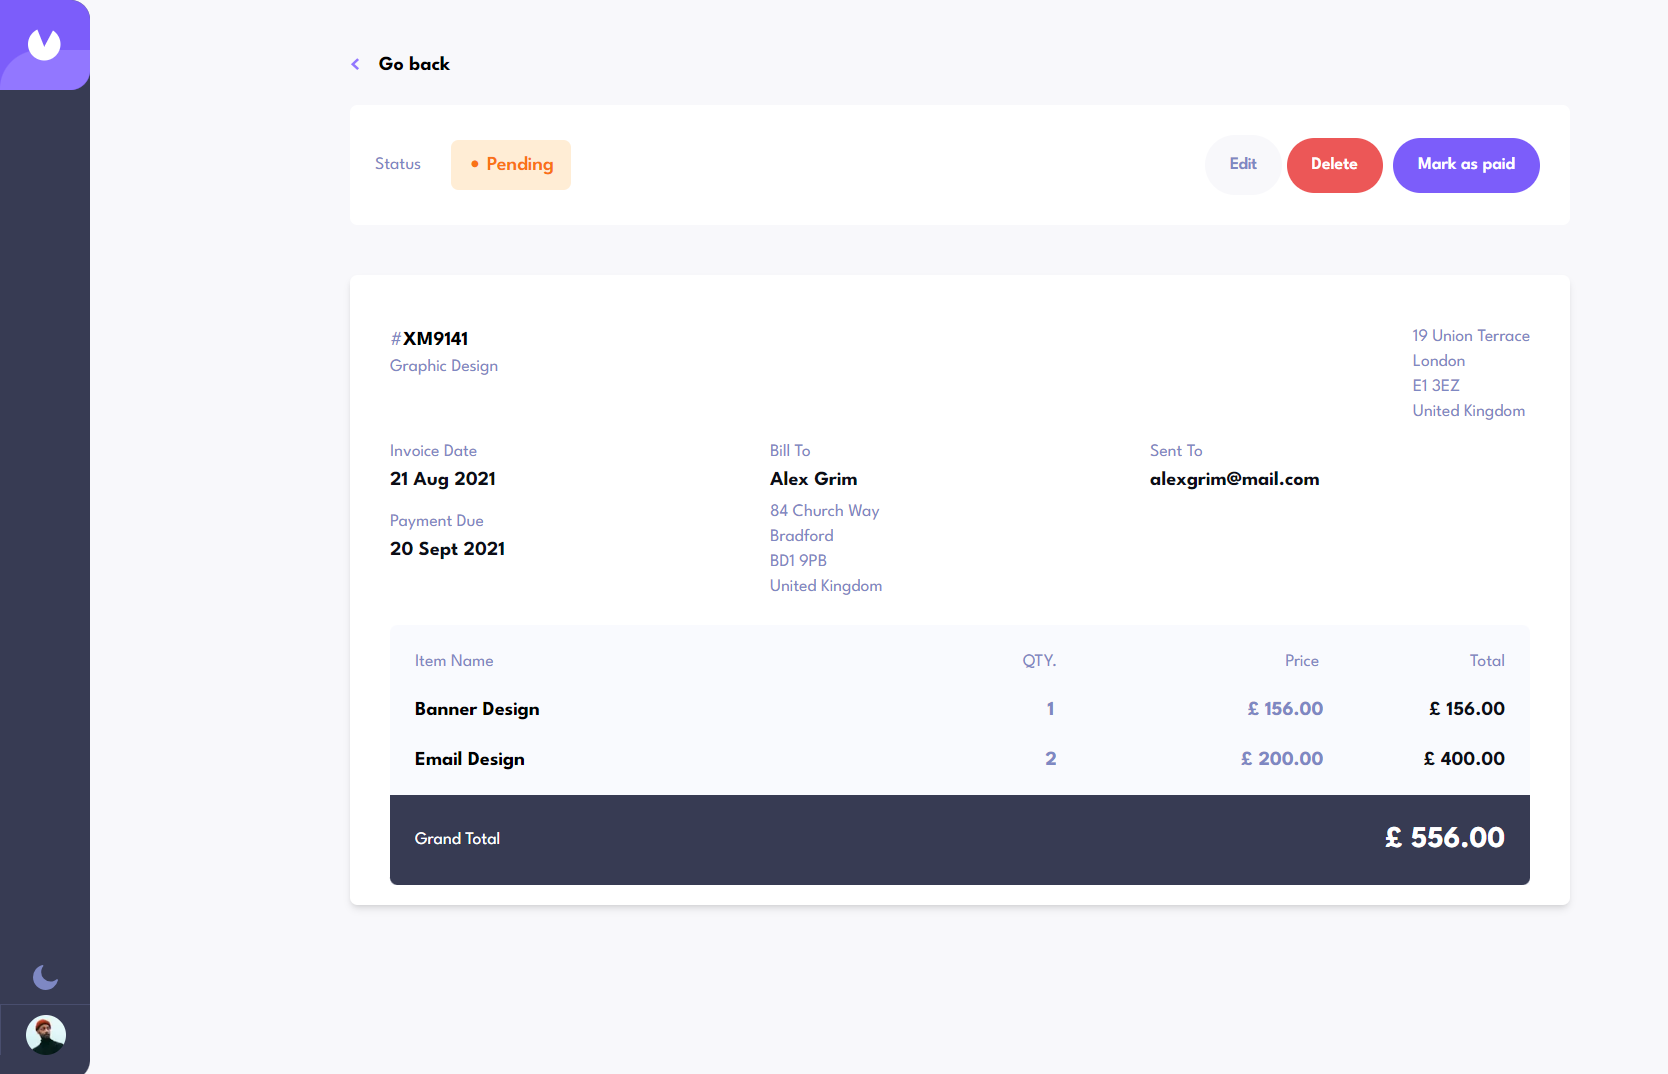 Go back
Status
• Pending
Edit
Delete
Mark as paid
#XM9141
Graphic Design
19 Union Terrace
London
E1 3EZ
United Kingdom
Invoice Date
21 Aug 2021
Payment Due
20 Sept 2021
Bill To
Alex Grim
84 Church Way
Bradford
BD1 9PB
United Kingdom
Sent To
alexgrim@mail.com
Item Name QTY. Price Total
Banner Design 1 £ 156.00 £ 156.00
Email Design 2 £ 200.00 £ 400.00
Grand Total £ 556.00